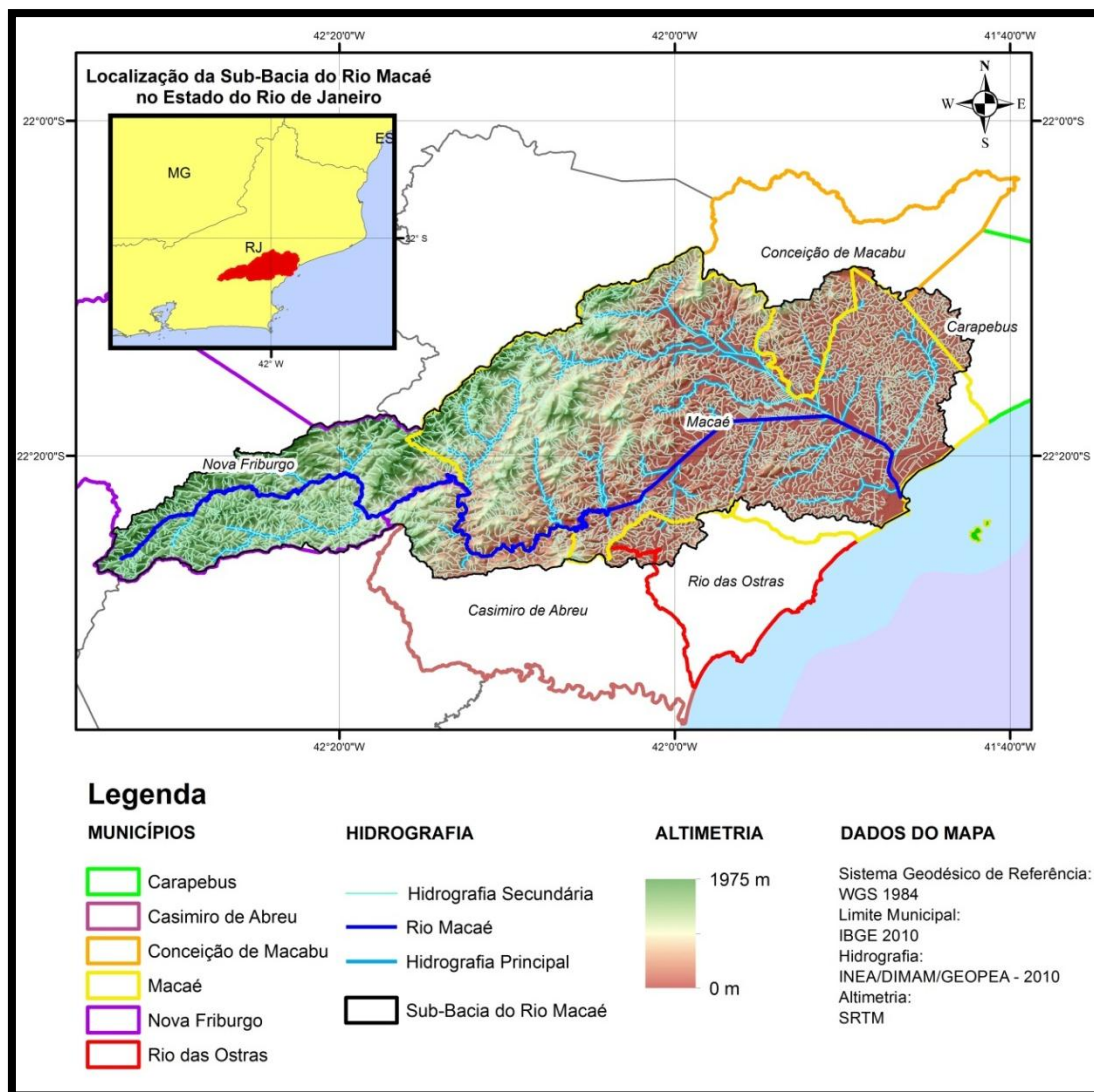 Localização da Sub-Bacia do Rio Macaé
no Estado do Rio de Janeiro
MG
ES
RJ
42° W
42°20'0"W
42°0'0"W
41°40'0"W
N
W
E
S
22°0'0"S
22°0'0"S
Conceição de Macabu
Carapebus
Macaé
Nova Friburgo
22°20'0"S
22°20'0"S
Rio das Ostras
Casimiro de Abreu
42°20'0"W
42°0'0"W
41°40'0"W
Legenda
MUNICÍPIOS
Carapebus
Casimiro de Abreu
Conceição de Macabu
Macaé
Nova Friburgo
Rio das Ostras
HIDROGRAFIA
Hidrografia Secundária
Rio Macaé
Hidrografia Principal
Sub-Bacia do Rio Macaé
ALTIMETRIA
1975 m
0 m
DADOS DO MAPA
Sistema Geodésico de Referência:
WGS 1984
Limite Municipal:
IBGE 2010
Hidrografia:
INEA/DIMAM/GEOPEA - 2010
Altimetria:
SRTM